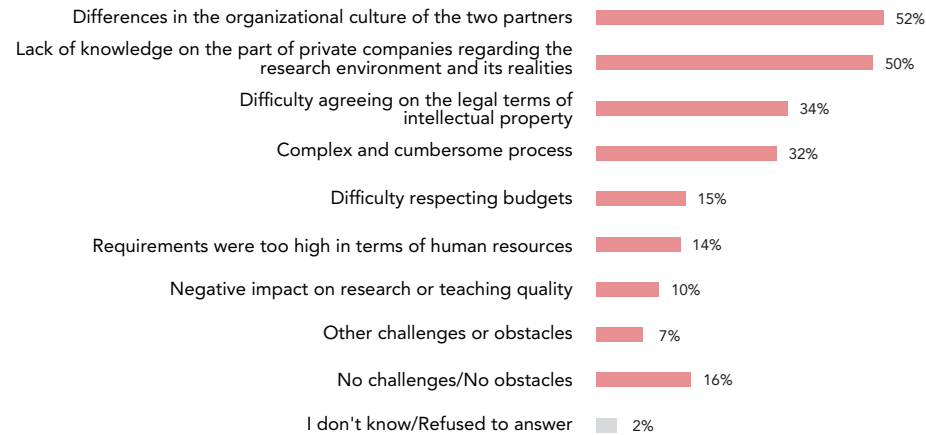 Differences in the organizational culture of the two partners 52%
Lack of knowledge on the part of private companies regarding the
research environment and its realities 50%
Difficulty agreeing on the legal terms of
intellectual property 34%
Complex and cumbersome process 32%
Difficulty respecting budgets 15%
Requirements were too high in terms of human resources 14%
Negative impact on research or teaching quality 10%
Other challenges or obstacles 7%
No challenges/No obstacles 16%
I don't know/Refused to answer 2%